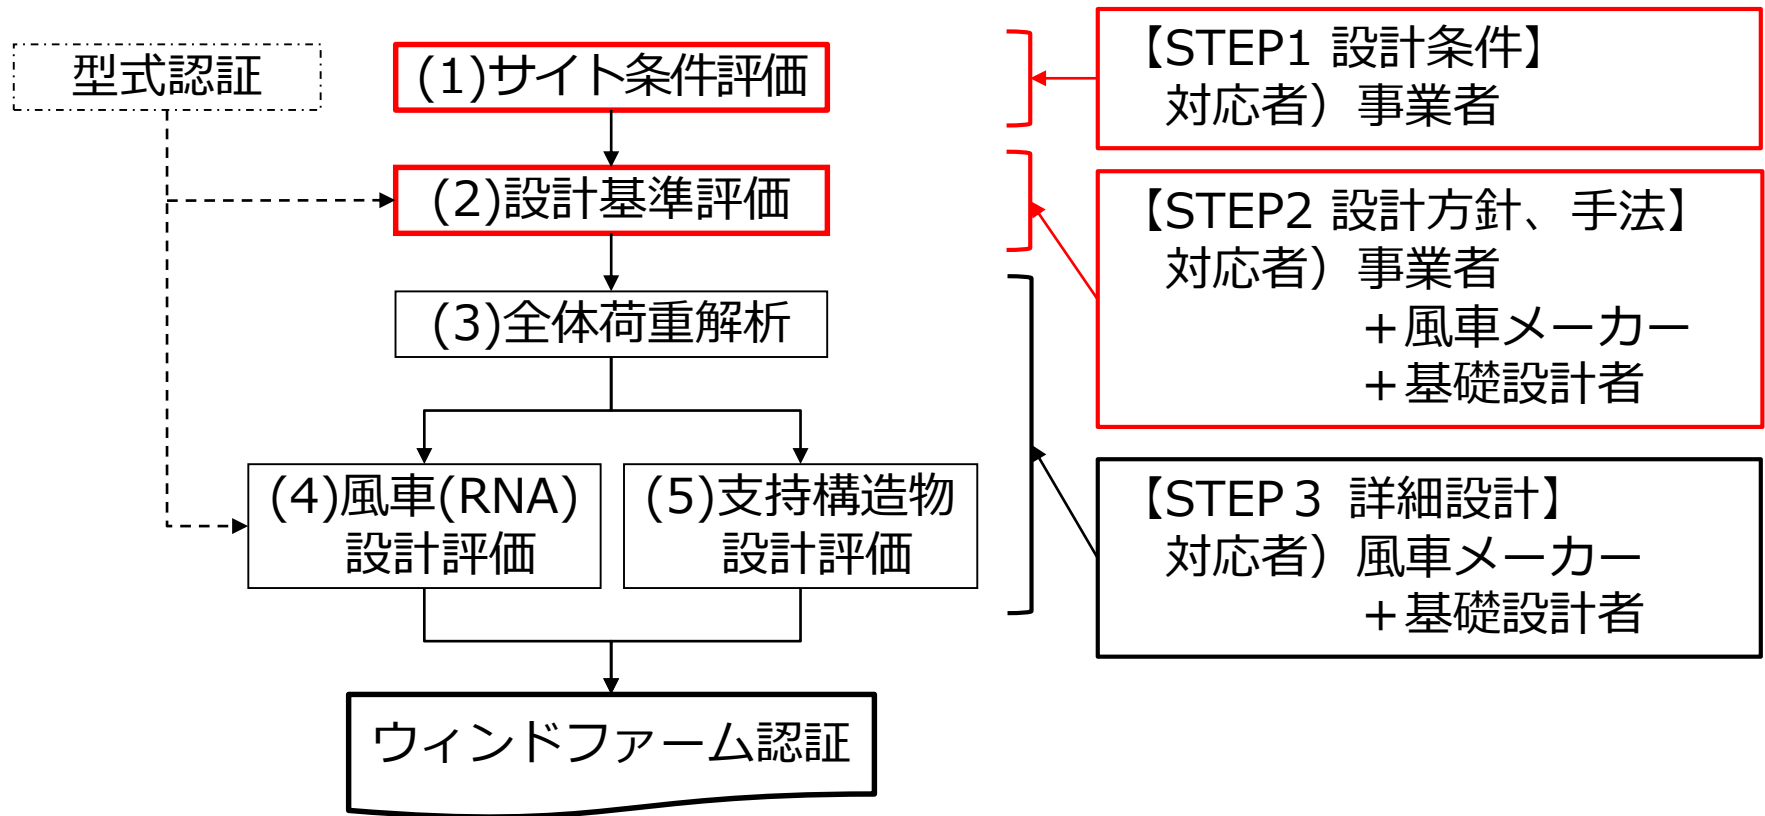 型式認証
(1)サイト条件評価
(2)設計基準評価
(3)全体荷重解析
(4)風車(RNA)
設計評価
(5)支持構造物
設計評価
ウィンドファーム認証
【STEP1 設計条件】
対応者）事業者
【STEP2 設計方針、手法】
対応者）事業者
＋風車メーカー
＋基礎設計者
【STEP３ 詳細設計】
対応者）風車メーカー
＋基礎設計者